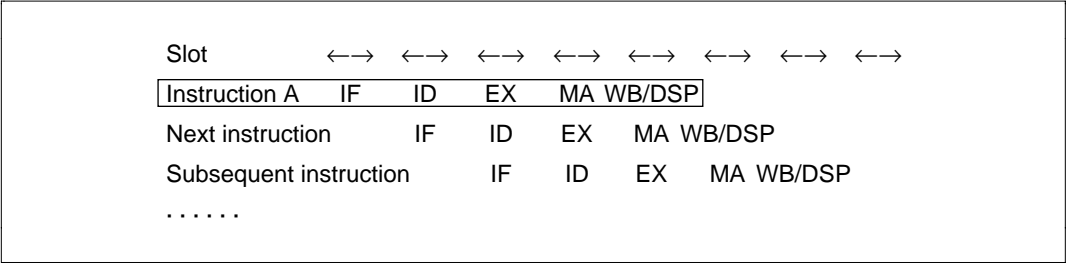 Slot ←→ ←→ ←→ ←→ ←→ ←→ ←→ ←→
Instruction A IF ID EX MA WB/DSP
Next instruction IF ID EX MA WB/DSP
Subsequent instruction IF ID EX MA WB/DSP
. . . . . .